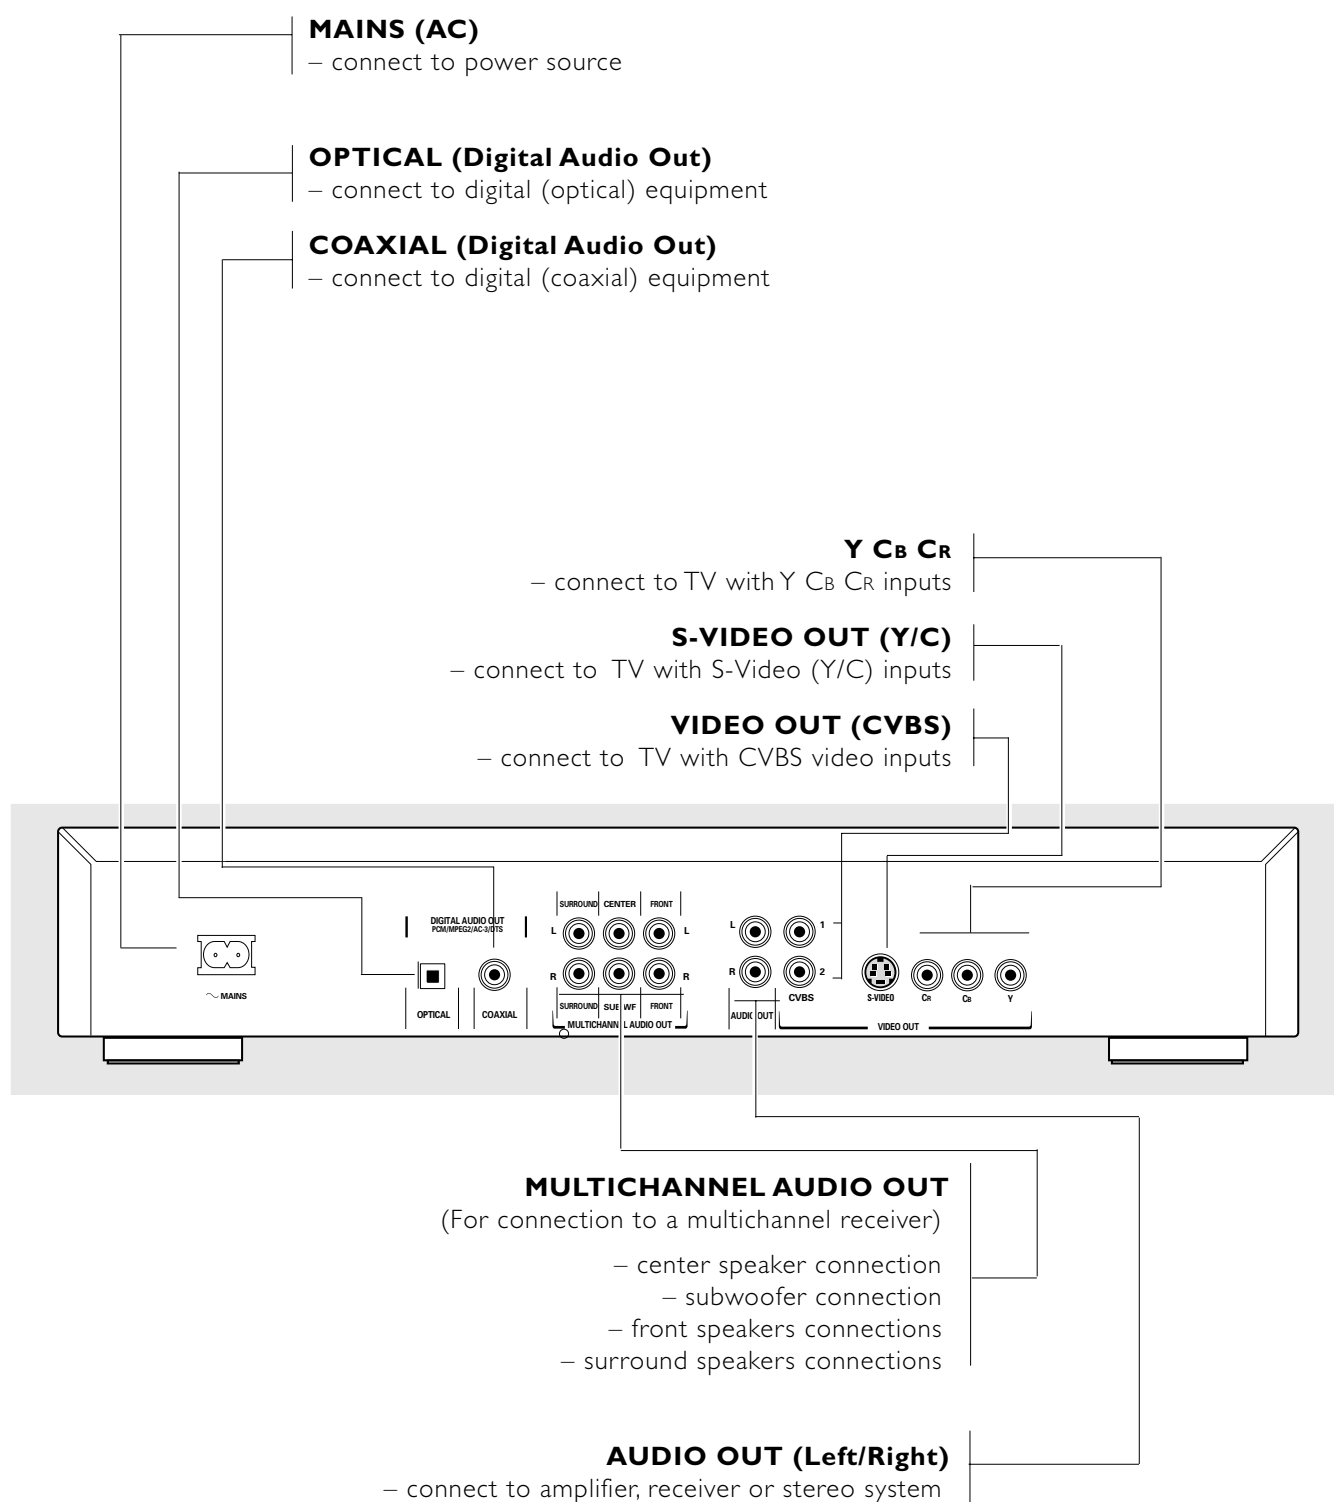 MAINS (AC)
– connect to power source
OPTICAL (Digital Audio Out)
– connect to digital (optical) equipment
COAXIAL (Digital Audio Out)
– connect to digital (coaxial) equipment
Y CB CR
– connect to TV with Y CB CR inputs
S-VIDEO OUT (Y/C)
– connect to TV with S-Video (Y/C) inputs
VIDEO OUT (CVBS)
– connect to TV with CVBS video inputs
~ MAINS
DIGITAL AUDIO OUT
PCM/MPEG2/AC-3/DTS
OPTICAL
COAXIAL
SURROUND CENTER FRONT
L L
R R
SURROUND SUBWF FRONT
MULTICHANNEL AUDIO OUT
L 1
R 2
AUDIO OUT
CVBS
S-VIDEO
CR CB Y
VIDEO OUT
MULTICHANNEL AUDIO OUT
(For connection to a multichannel receiver)
– center speaker connection
– subwoofer connection
– front speakers connections
– surround speakers connections
AUDIO OUT (Left/Right)
– connect to amplifier, receiver or stereo system